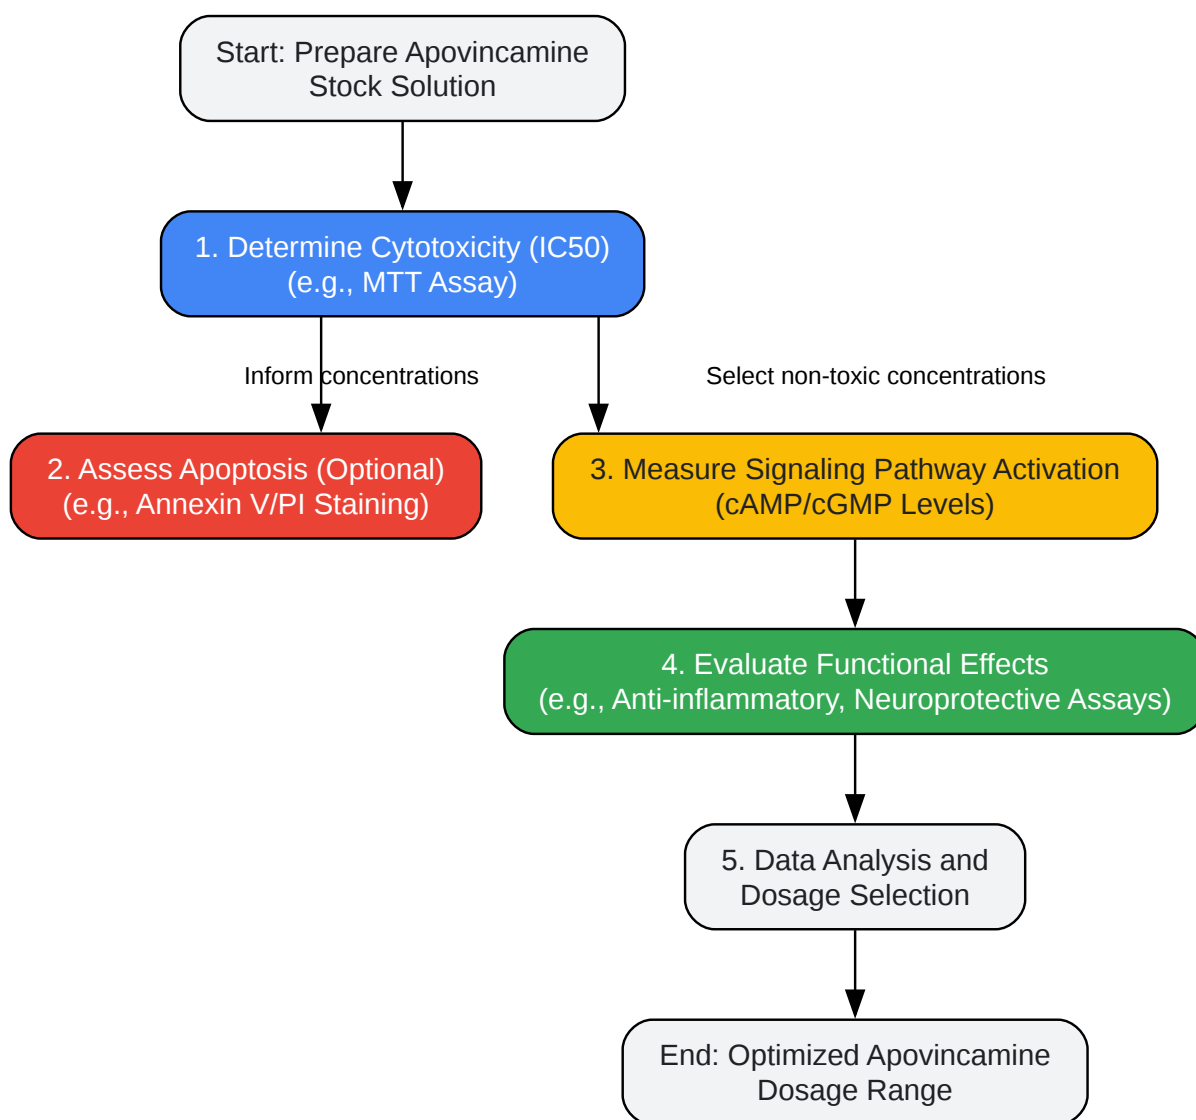 Start: Prepare Apovincamine
Stock Solution
1. Determine Cytotoxicity (IC50)
(e.g., MTT Assay)
Inform concentrations
Select non-toxic concentrations
2. Assess Apoptosis (Optional)
(e.g., Annexin V/PI Staining)
3. Measure Signaling Pathway Activation
(cAMP/cGMP Levels)
4. Evaluate Functional Effects
(e.g., Anti-inflammatory, Neuroprotective Assays)
5. Data Analysis and
Dosage Selection
End: Optimized Apovincamine
Dosage Range